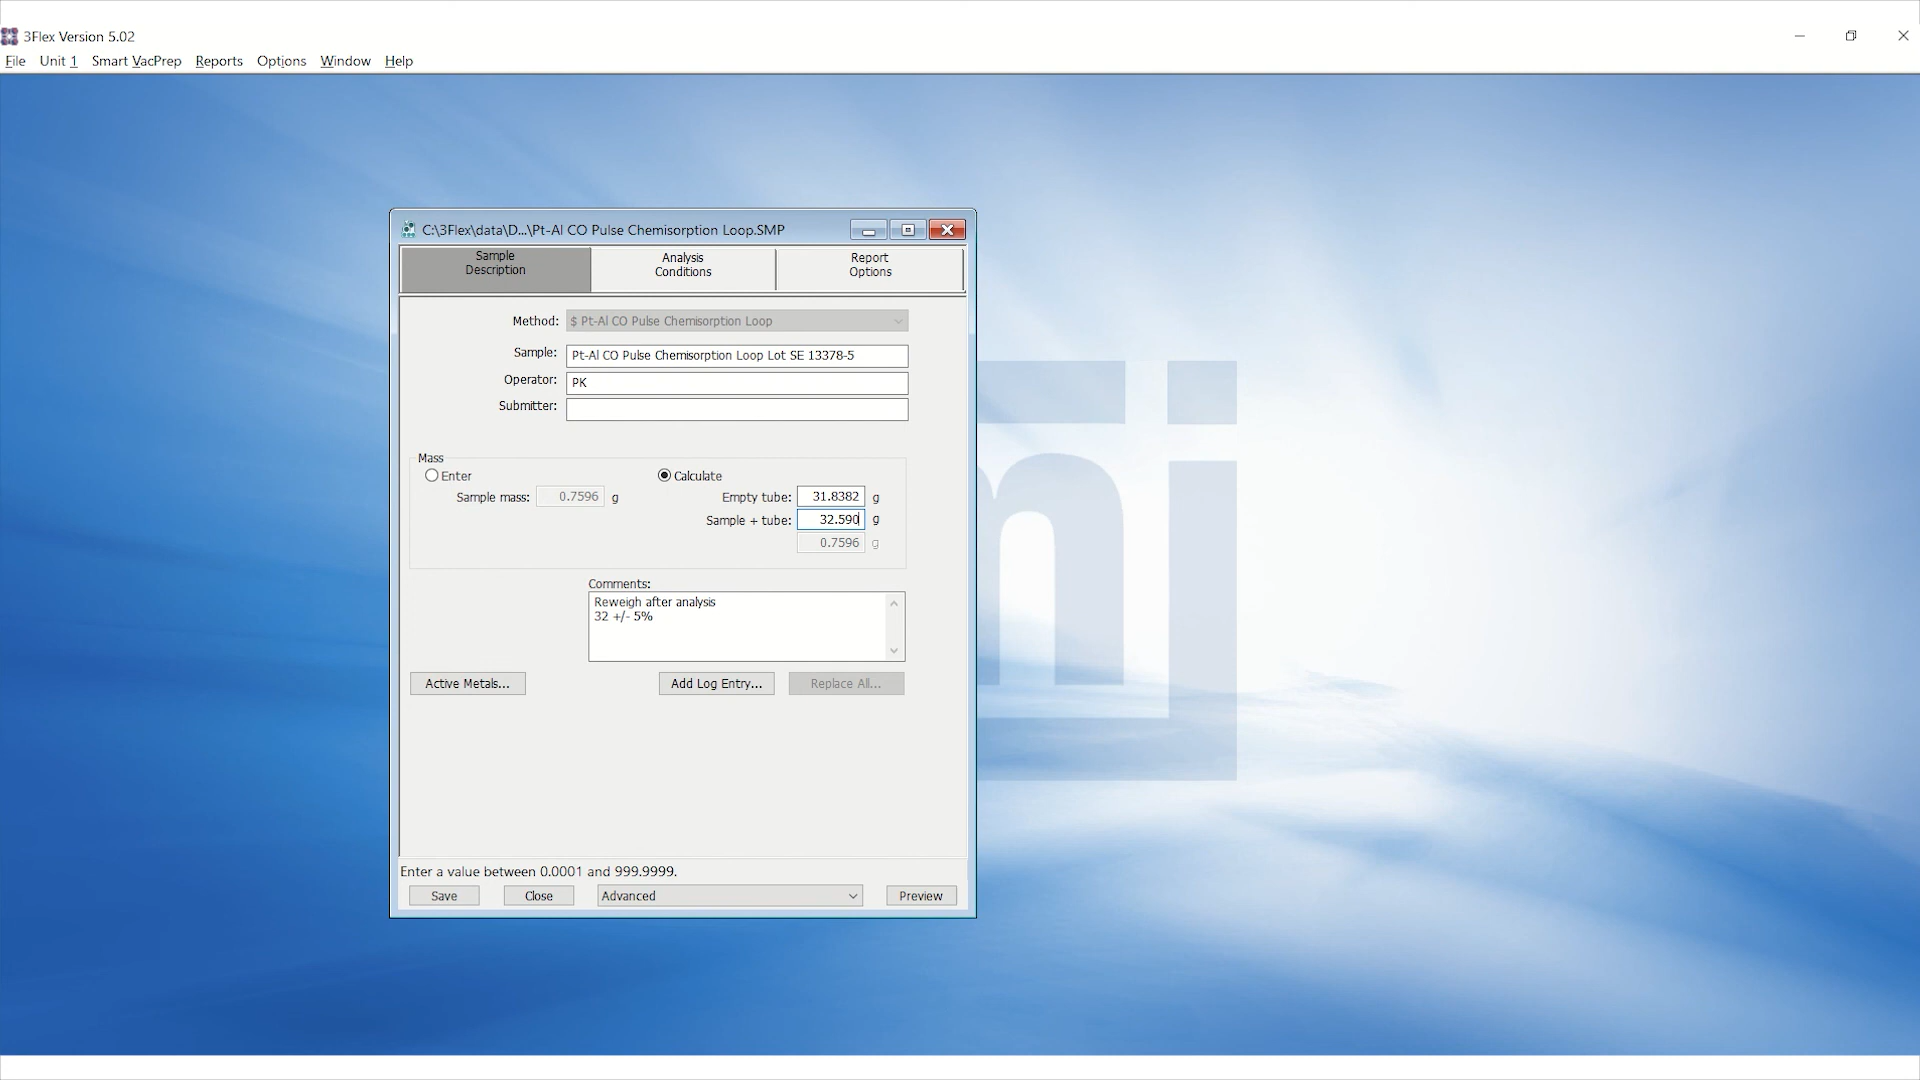 3Flex Version 5.02
File Unit 1 Smart VacPrep Reports Options Window Help
C:\3Flex\data\D...\Pt-Al CO Pulse Chemisorption Loop.SMP
Sample Description
Analysis Conditions
Report Options
Method: $ Pt-Al CO Pulse Chemisorption Loop
Sample: Pt-Al CO Pulse Chemisorption Loop Lot SE 13378-5
Operator: PK
Submitter:
Mass
Enter
Calculate
Sample mass: 0.7596 g
Empty tube: 31.8382 g
Sample + tube: 32.590 g
0.7596 g
Comments:
Reweigh after analysis
32 +/- 5%
Active Metals... Add Log Entry... Replace All...
Enter a value between 0.0001 and 999.9999.
Save Close Advanced Preview
mi